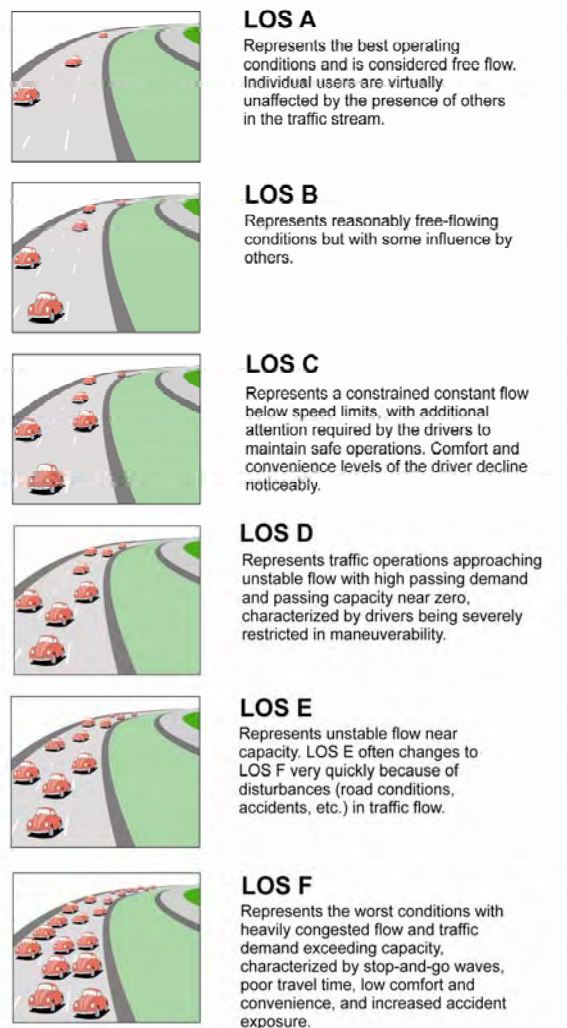 LOS A
Represents the best operating
conditions and is considered free flow.
Individual users are virtually
unaffected by the presence of others
in the traffic stream.
LOS B
Represents reasonably free-flowing
conditions but with some influence by
others.
LOS C
Represents a constrained constant flow
below speed limits, with additional
attention required by the drivers to
maintain safe operations. Comfort and
convenience levels of the driver decline
noticeably.
LOS D
Represents traffic operations approaching
unstable flow with high passing demand
and passing capacity near zero,
characterized by drivers being severely
restricted in maneuverability.
LOS E
Represents unstable flow near
capacity. LOS E often changes to
LOS F very quickly because of
disturbances (road conditions,
accidents, etc.) in traffic flow.
LOS F
Represents the worst conditions with
heavily congested flow and traffic
demand exceeding capacity,
characterized by stop-and-go waves,
poor travel time, low comfort and
convenience, and increased accident
exposure.